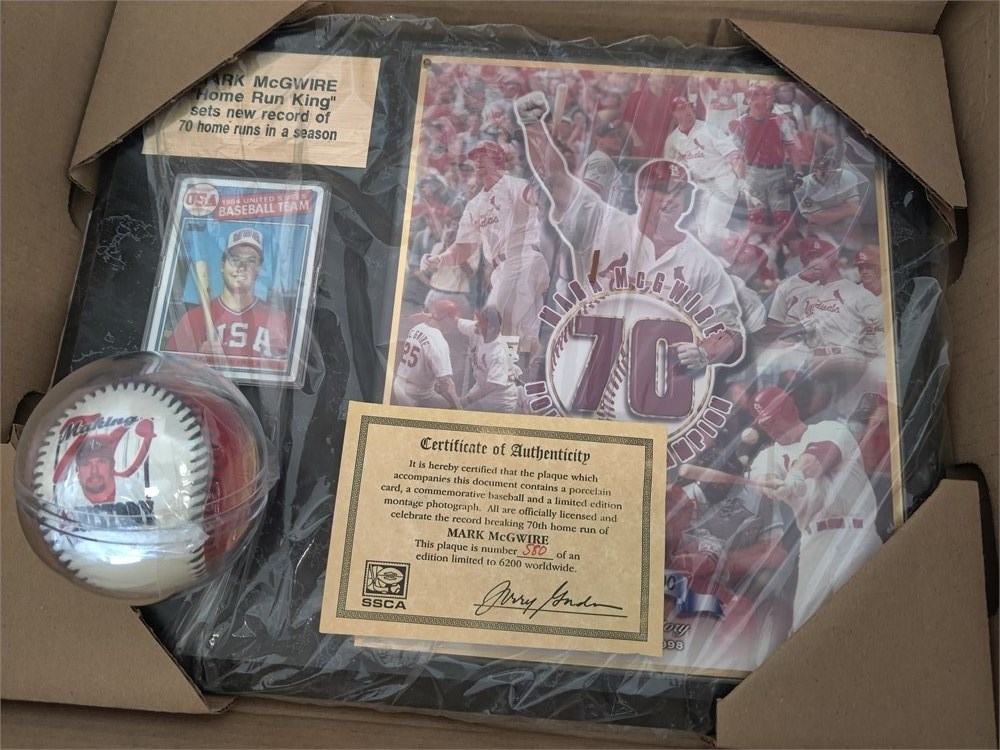 MARK McGWIRE
"Home Run King"
sets new record of
70 home runs in a season
USA
1984 UNITED STATES
BASEBALL TEAM
USA
Making
70
HISTORY
MARK McGWIRE
70
Cardinals
25
Certificate of Authenticity
It is hereby certified that the plaque which
accompanies this document contains a porcelain
card, a commemorative baseball and a limited edition
montage photograph. All are officially licensed and
celebrate the record breaking 70th home run of
MARK McGWIRE
This plaque is number 580 of an
edition limited to 6200 worldwide.
SSCA